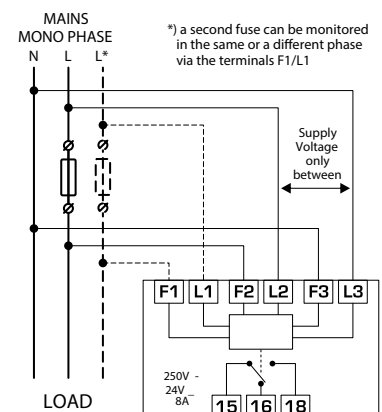 MAINS
MONO PHASE
N L L*
*) a second fuse can be monitored
in the same or a different phase
via the terminals F1/L1
Supply
Voltage
only
between
F1 L1 F2 L2 F3 L3
250V -
24V _
8A
15 16 18
LOAD